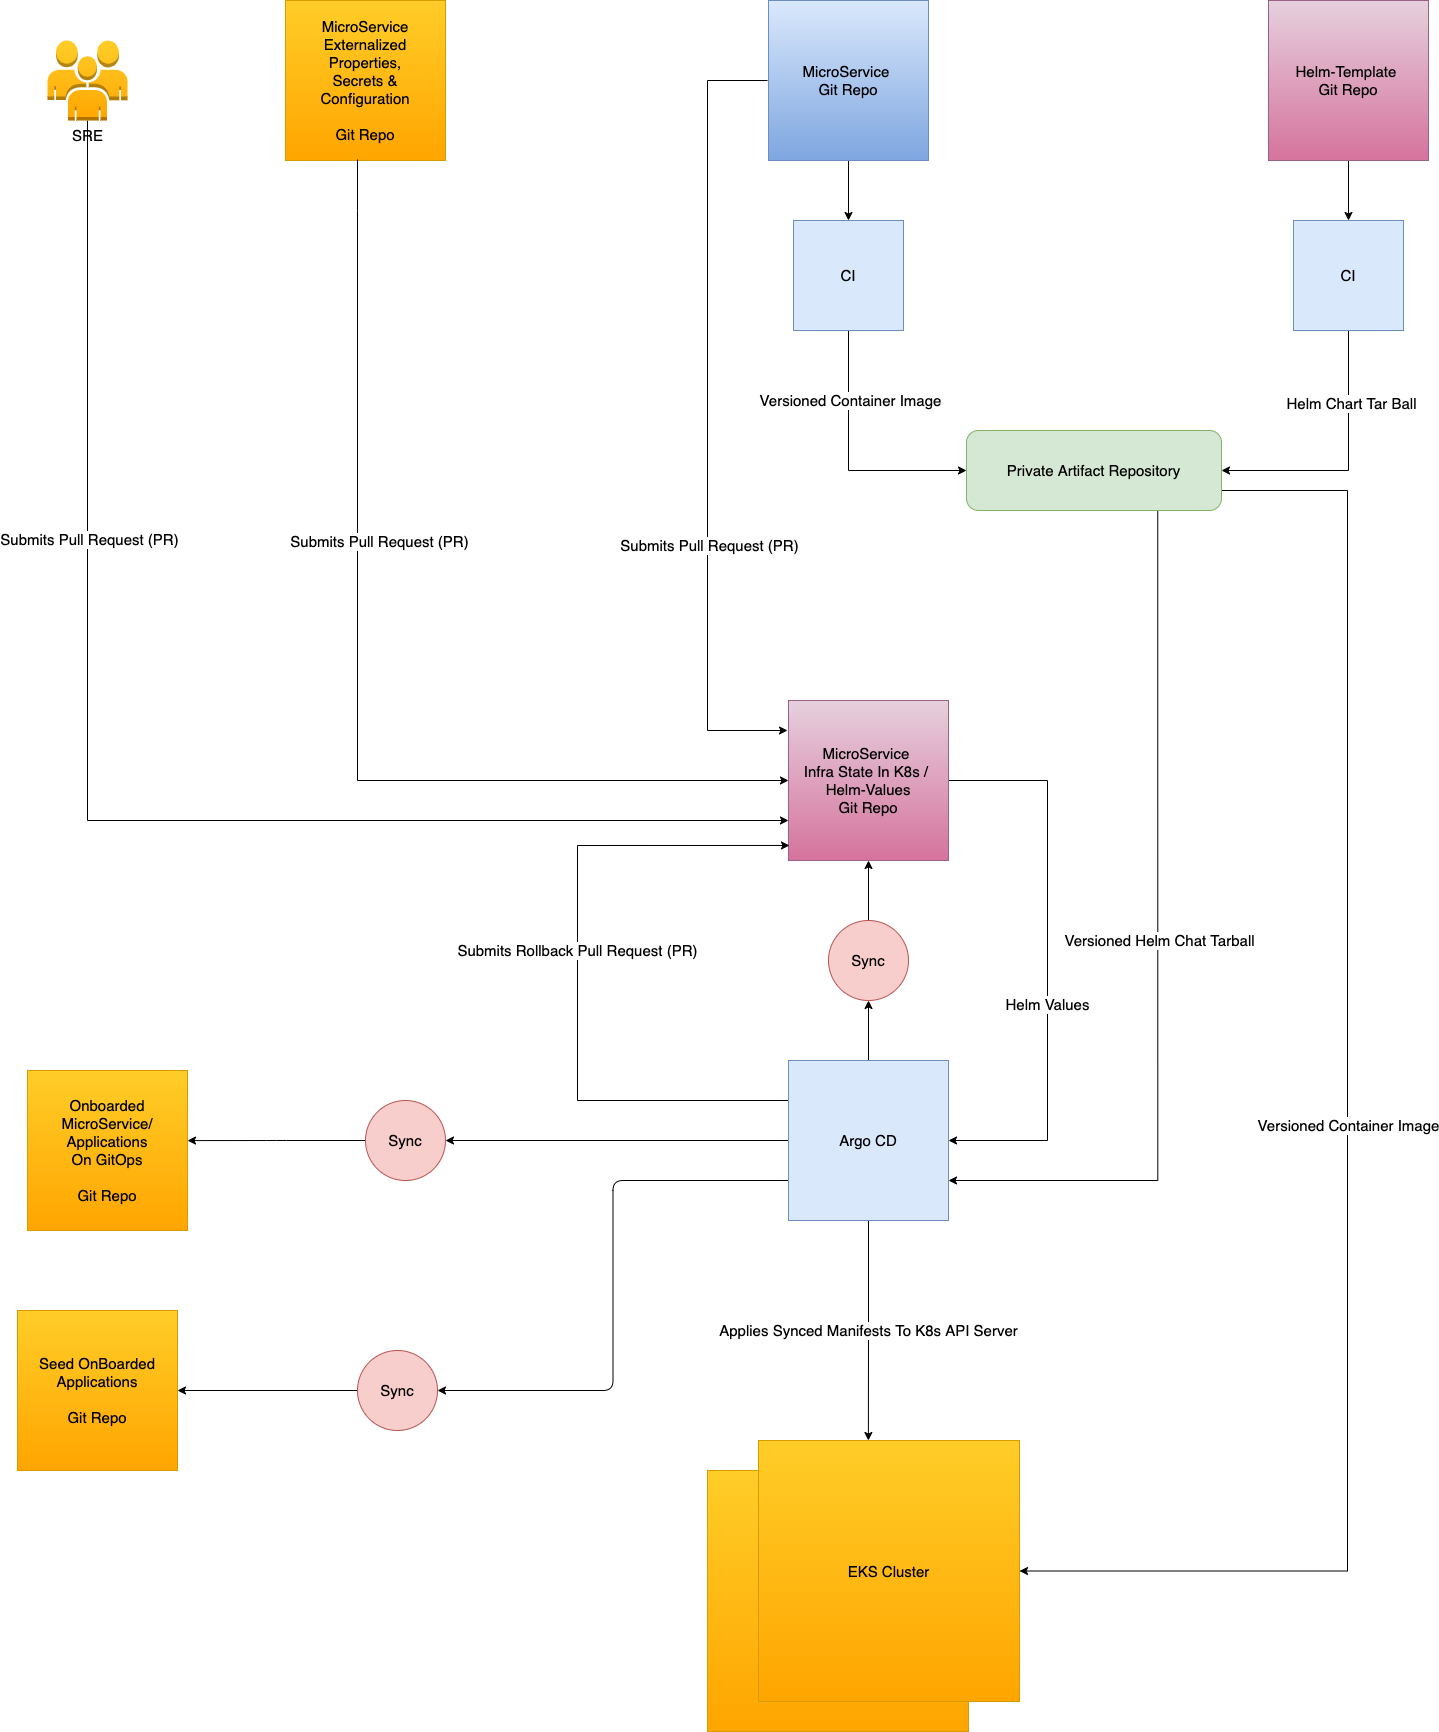 MicroService
Externalized
Properties,
Secrets &
Configuration
Git Repo
MicroService
Git Repo
Helm-Template
Git Repo
SRE
CI
CI
Versioned Container Image
Helm Chart Tar Ball
Private Artifact Repository
Submits Pull Request (PR)
Submits Pull Request (PR)
Submits Pull Request (PR)
MicroService
Infra State In K8s /
Helm-Values
Git Repo
Submits Rollback Pull Request (PR)
Sync
Versioned Helm Chat Tarball
Helm Values
Onboarded
MicroService/
Applications
On GitOps
Git Repo
Sync
Argo CD
Versioned Container Image
Applies Synced Manifests To K8s API Server
Seed OnBoarded
Applications
Git Repo
Sync
EKS Cluster